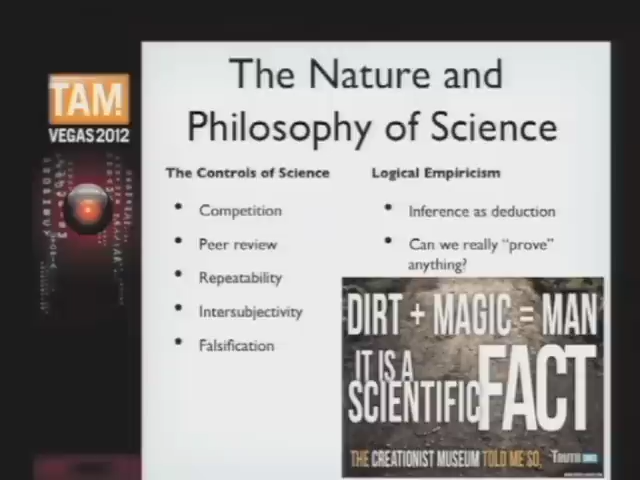 The Nature and
Philosophy of Science
TAM!
VEGAS 2012
The Controls of Science
• Competition
• Peer review
• Repeatability
• Intersubjectivity
• Falsification
Logical Empiricism
• Inference as deduction
• Can we really “prove”
anything?
DIRT + MAGIC = MAN
IT IS A
SCIENTIFIC FACT
THE CREATIONIST MUSEUM TOLD ME SO.
TRUTH